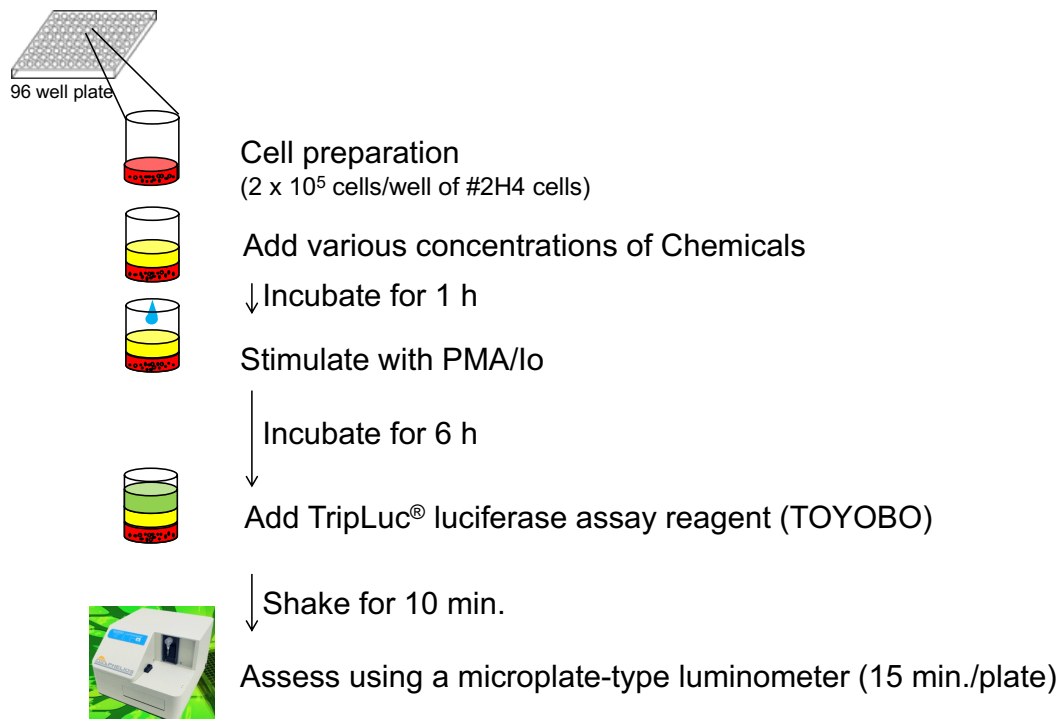 96 well plate
Cell preparation
(2 x 10⁵ cells/well of #2H4 cells)
Add various concentrations of Chemicals
Incubate for 1 h
Stimulate with PMA/Io
Incubate for 6 h
Add TripLuc® luciferase assay reagent (TOYOBO)
Shake for 10 min.
Assess using a microplate-type luminometer (15 min./plate)